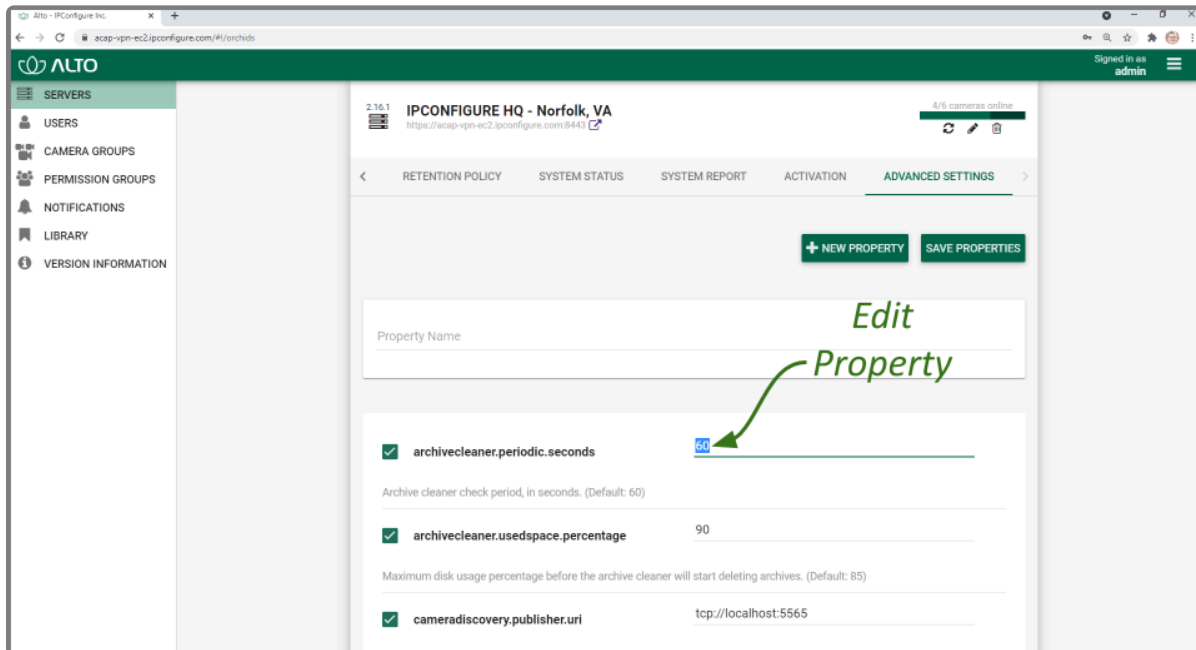 Alto - IPConfigure Inc.
acap-vpn-ec2.ipconfigure.com/#!/orchids
ALTO
Signed in as
admin
SERVERS
USERS
CAMERA GROUPS
PERMISSION GROUPS
NOTIFICATIONS
LIBRARY
VERSION INFORMATION
2.16.1
IPCONFIGURE HQ - Norfolk, VA
https://acap-vpn-ec2.ipconfigure.com:8443
4/6 cameras online
RETENTION POLICY SYSTEM STATUS SYSTEM REPORT ACTIVATION ADVANCED SETTINGS
+ NEW PROPERTY SAVE PROPERTIES
Property Name
Edit
Property
archivecleaner.periodic.seconds 60
Archive cleaner check period, in seconds. (Default: 60)
archivecleaner.usedspace.percentage 90
Maximum disk usage percentage before the archive cleaner will start deleting archives. (Default: 85)
cameradiscovery.publisher.uri tcp://localhost:5565